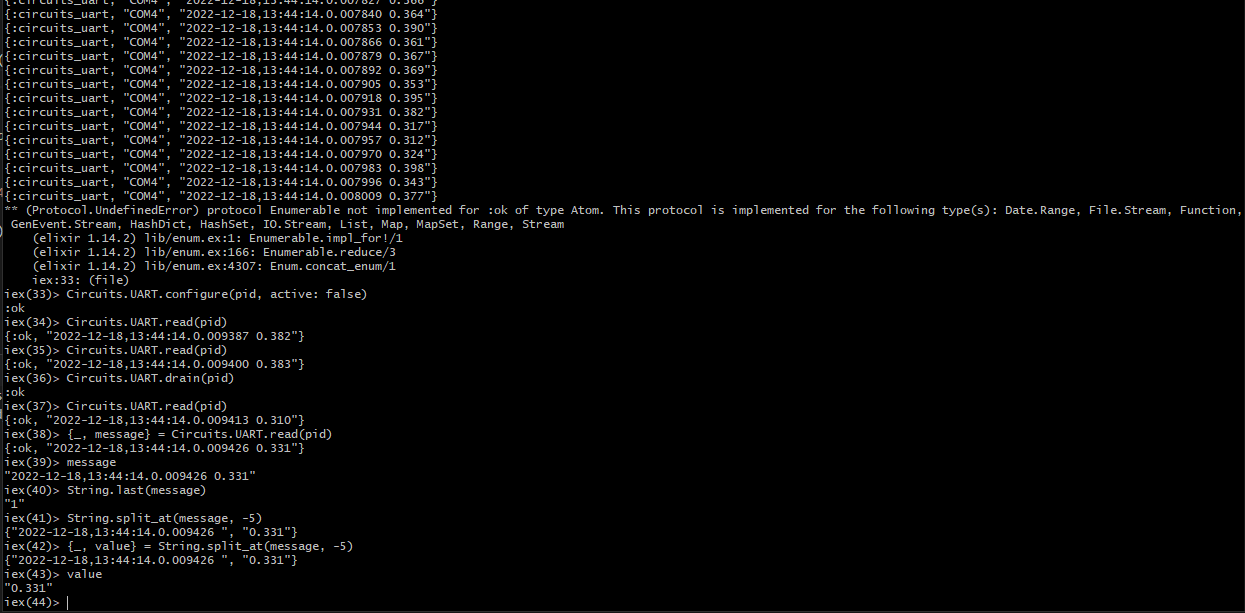 {:circuits_uart, "COM4", "2022-12-18,13:44:14.0.007827 0.366"}
{:circuits_uart, "COM4", "2022-12-18,13:44:14.0.007840 0.364"}
{:circuits_uart, "COM4", "2022-12-18,13:44:14.0.007853 0.390"}
{:circuits_uart, "COM4", "2022-12-18,13:44:14.0.007866 0.361"}
{:circuits_uart, "COM4", "2022-12-18,13:44:14.0.007879 0.367"}
{:circuits_uart, "COM4", "2022-12-18,13:44:14.0.007892 0.369"}
{:circuits_uart, "COM4", "2022-12-18,13:44:14.0.007905 0.353"}
{:circuits_uart, "COM4", "2022-12-18,13:44:14.0.007918 0.395"}
{:circuits_uart, "COM4", "2022-12-18,13:44:14.0.007931 0.382"}
{:circuits_uart, "COM4", "2022-12-18,13:44:14.0.007944 0.317"}
{:circuits_uart, "COM4", "2022-12-18,13:44:14.0.007957 0.312"}
{:circuits_uart, "COM4", "2022-12-18,13:44:14.0.007970 0.324"}
{:circuits_uart, "COM4", "2022-12-18,13:44:14.0.007983 0.398"}
{:circuits_uart, "COM4", "2022-12-18,13:44:14.0.007996 0.343"}
{:circuits_uart, "COM4", "2022-12-18,13:44:14.0.008009 0.377"}
** (Protocol.UndefinedError) protocol Enumerable not implemented for :ok of type Atom. This protocol is implemented for the following type(s): Date.Range, File.Stream, Function,
GenEvent.Stream, HashDict, HashSet, IO.Stream, List, Map, MapSet, Range, Stream
(elixir 1.14.2) lib/enum.ex:1: Enumerable.impl_for!/1
(elixir 1.14.2) lib/enum.ex:166: Enumerable.reduce/3
(elixir 1.14.2) lib/enum.ex:4307: Enum.concat_enum/1
iex:33: (file)
iex(33)> Circuits.UART.configure(pid, active: false)
:ok
iex(34)> Circuits.UART.read(pid)
{:ok, "2022-12-18,13:44:14.0.009387 0.382"}
iex(35)> Circuits.UART.read(pid)
{:ok, "2022-12-18,13:44:14.0.009400 0.383"}
iex(36)> Circuits.UART.drain(pid)
:ok
iex(37)> Circuits.UART.read(pid)
{:ok, "2022-12-18,13:44:14.0.009413 0.310"}
iex(38)> {_, message} = Circuits.UART.read(pid)
{:ok, "2022-12-18,13:44:14.0.009426 0.331"}
iex(39)> message
"2022-12-18,13:44:14.0.009426 0.331"
iex(40)> String.last(message)
"1"
iex(41)> String.split_at(message, -5)
{"2022-12-18,13:44:14.0.009426 ", "0.331"}
iex(42)> {_, value} = String.split_at(message, -5)
{"2022-12-18,13:44:14.0.009426 ", "0.331"}
iex(43)> value
"0.331"
iex(44)>